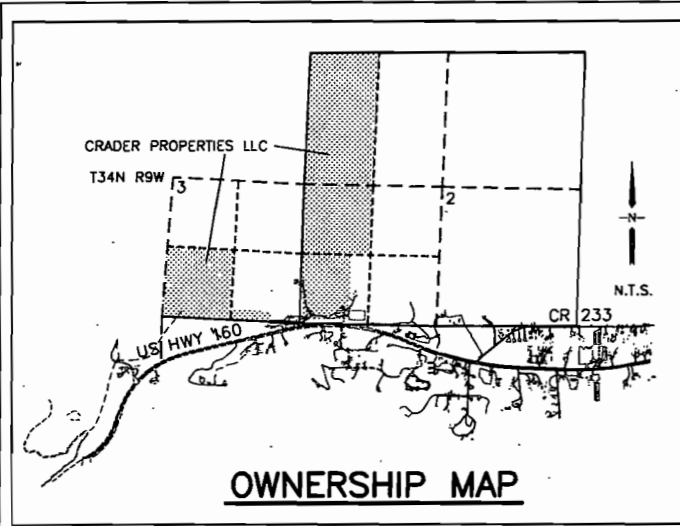 CRADER PROPERTIES LLC
T34N R9W
3
2
-N-
N.T.S.
CR 233
US HWY 160
OWNERSHIP MAP